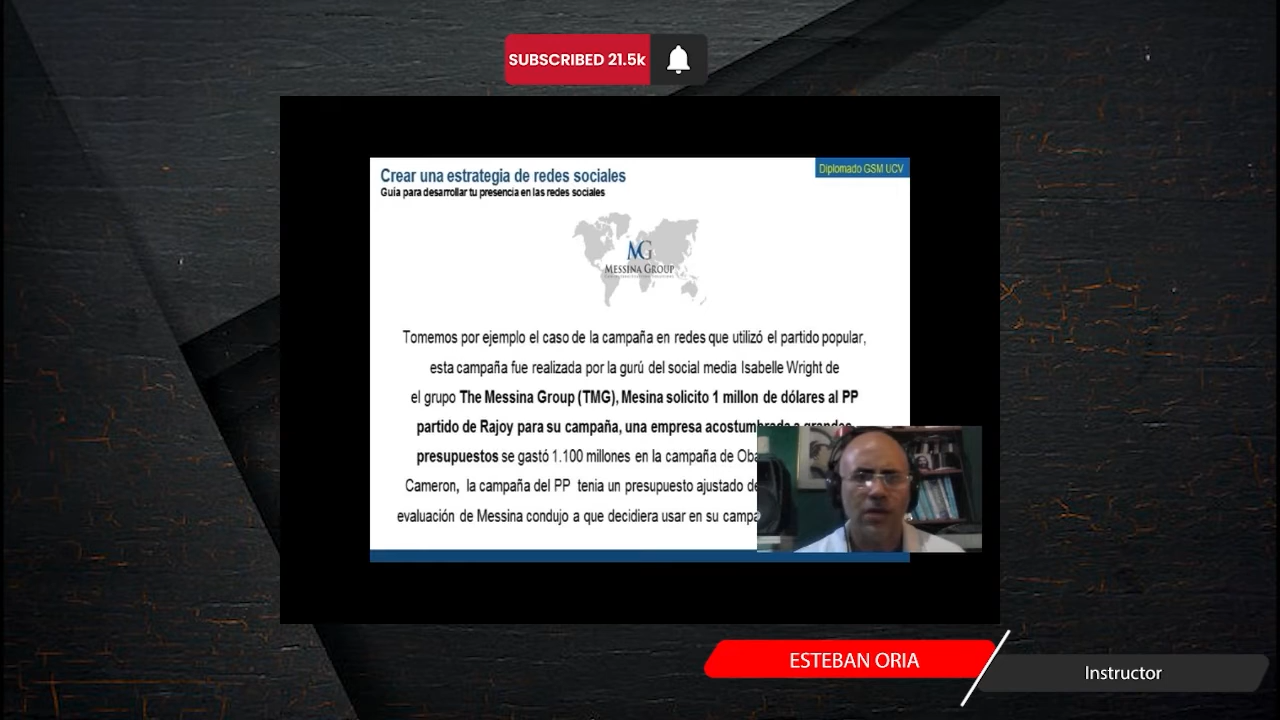 SUBSCRIBED 21.5k
Crear una estrategia de redes sociales
Diplomado GSM UCV
Guía para desarrollar tu presencia en las redes sociales
MG
MESSINA GROUP
Tomemos por ejemplo el caso de la campaña en redes que utilizó el partido popular,
esta campaña fue realizada por la gurú del social media Isabelle Wright de
el grupo The Messina Group (TMG), Mesina solicito 1 millon de dólares al PP
partido de Rajoy para su campaña, una empresa acostumbrada a grandes
presupuestos se gastó 1.100 millones en la campaña de Oba
Cameron, la campaña del PP tenia un presupuesto ajustado de
evaluación de Messina condujo a que decidiera usar en su campa
ESTEBAN ORIA
Instructor